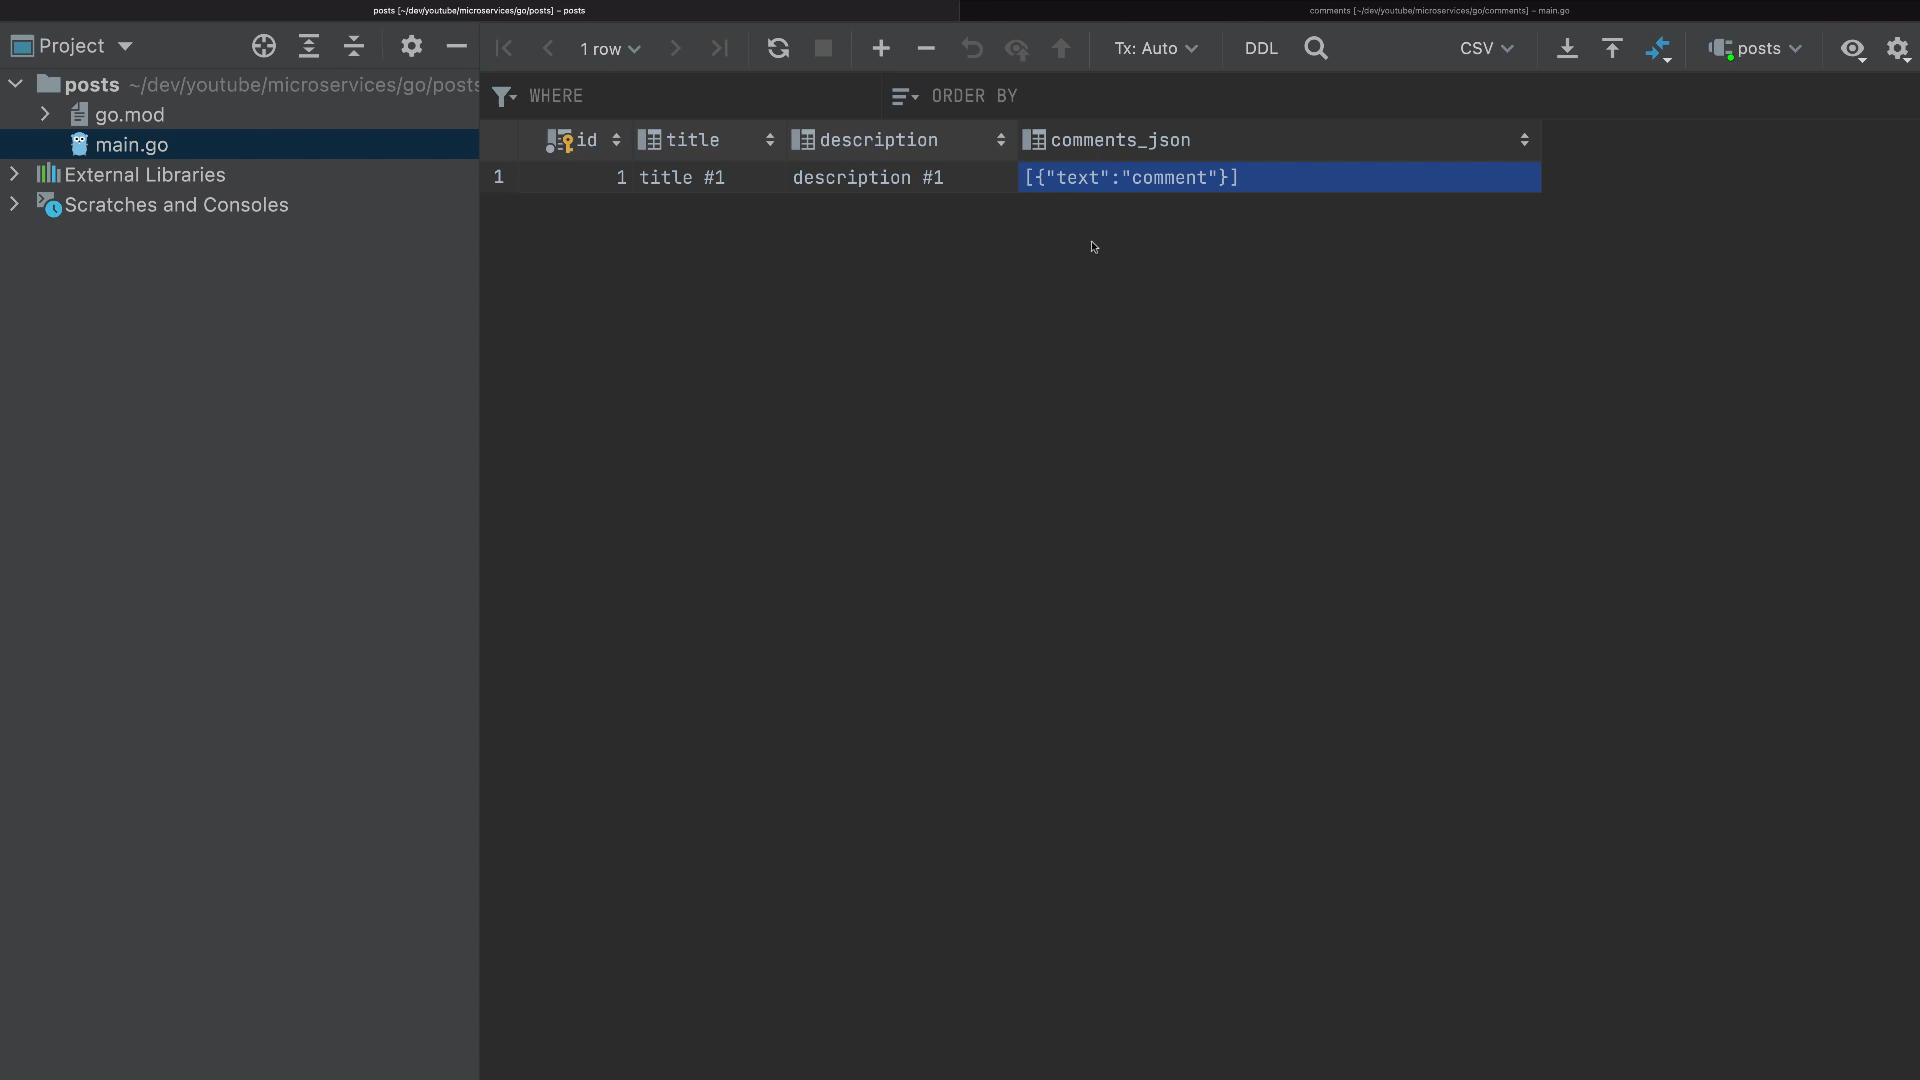 posts [~/dev/youtube/microservices/go/posts] – posts
comments [~/dev/youtube/microservices/go/comments] – main.go
Project
1 row
Tx: Auto
DDL
CSV
posts
posts ~/dev/youtube/microservices/go/posts
go.mod
main.go
External Libraries
Scratches and Consoles
WHERE
ORDER BY
id title description comments_json
1 1 title #1 description #1 [{"text":"comment"}]